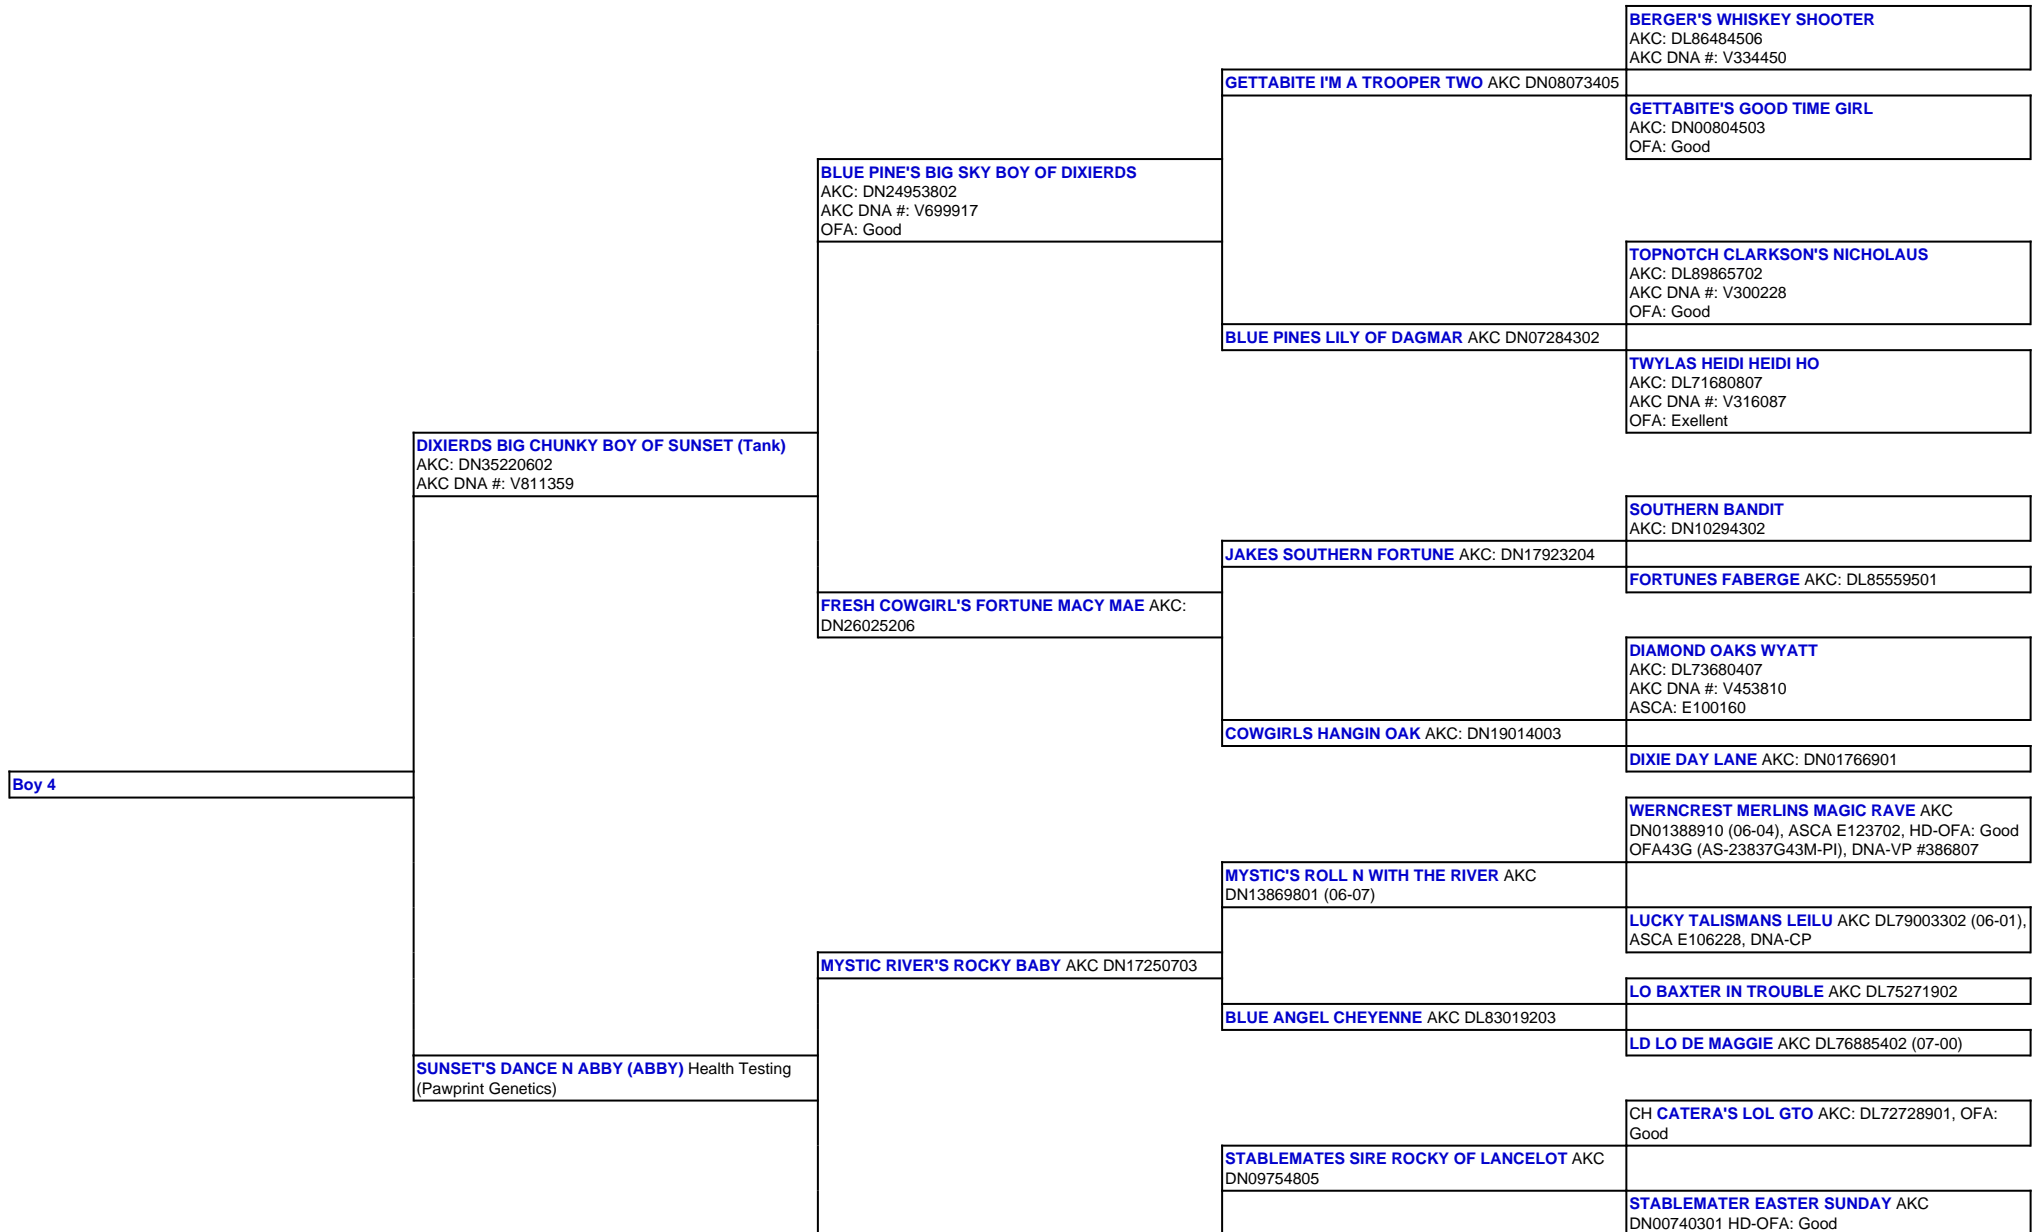 BERGER'S WHISKEY SHOOTER
AKC: DL86484506
AKC DNA #: V334450
GETTABITE I'M A TROOPER TWO AKC DN08073405
GETTABITE'S GOOD TIME GIRL
AKC: DN00804503
OFA: Good
BLUE PINE'S BIG SKY BOY OF DIXIERDS
AKC: DN24953802
AKC DNA #: V699917
OFA: Good
TOPNOTCH CLARKSON'S NICHOLAUS
AKC: DL89865702
AKC DNA #: V300228
OFA: Good
BLUE PINES LILY OF DAGMAR AKC DN07284302
TWYLAS HEIDI HEIDI HO
AKC: DL71680807
AKC DNA #: V316087
OFA: Exellent
DIXIERDS BIG CHUNKY BOY OF SUNSET (Tank)
AKC: DN35220602
AKC DNA #: V811359
SOUTHERN BANDIT
AKC: DN10294302
JAKES SOUTHERN FORTUNE AKC: DN17923204
FORTUNES FABERGE AKC: DL85559501
FRESH COWGIRL'S FORTUNE MACY MAE AKC:
DN26025206
DIAMOND OAKS WYATT
AKC: DL73680407
AKC DNA #: V453810
ASCA: E100160
COWGIRLS HANGIN OAK AKC: DN19014003
DIXIE DAY LANE AKC: DN01766901
Boy 4
WERNCREST MERLINS MAGIC RAVE AKC
DN01388910 (06-04), ASCA E123702, HD-OFA: Good
OFA43G (AS-23837G43M-PI), DNA-VP #386807
MYSTIC'S ROLL N WITH THE RIVER AKC
DN13869801 (06-07)
LUCKY TALISMANS LEILU AKC DL79003302 (06-01),
ASCA E106228, DNA-CP
MYSTIC RIVER'S ROCKY BABY AKC DN17250703
LO BAXTER IN TROUBLE AKC DL75271902
BLUE ANGEL CHEYENNE AKC DL83019203
LD LO DE MAGGIE AKC DL76885402 (07-00)
SUNSET'S DANCE N ABBY (ABBY) Health Testing
(Pawprint Genetics)
CH CATERA'S LOL GTO AKC: DL72728901, OFA:
Good
STABLEMATES SIRE ROCKY OF LANCELOT AKC
DN09754805
STABLEMATER EASTER SUNDAY AKC
DN00740301 HD-OFA: Good